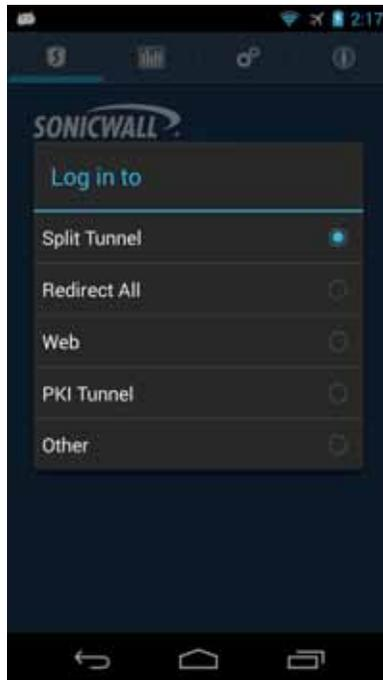 2:17
SONICWALL
Log in to
Split Tunnel
Redirect All
Web
PKI Tunnel
Other